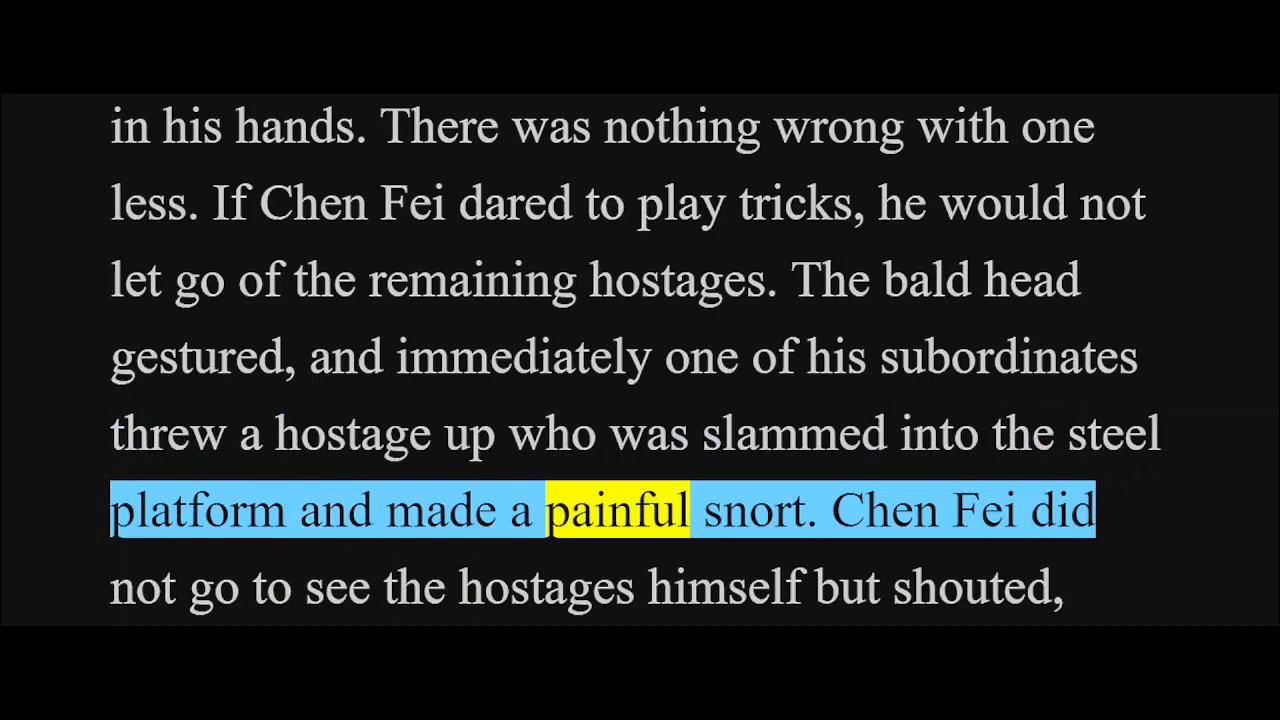 in his hands. There was nothing wrong with one
less. If Chen Fei dared to play tricks, he would not
let go of the remaining hostages. The bald head
gestured, and immediately one of his subordinates
threw a hostage up who was slammed into the steel
platform and made a painful snort. Chen Fei did
not go to see the hostages himself but shouted,